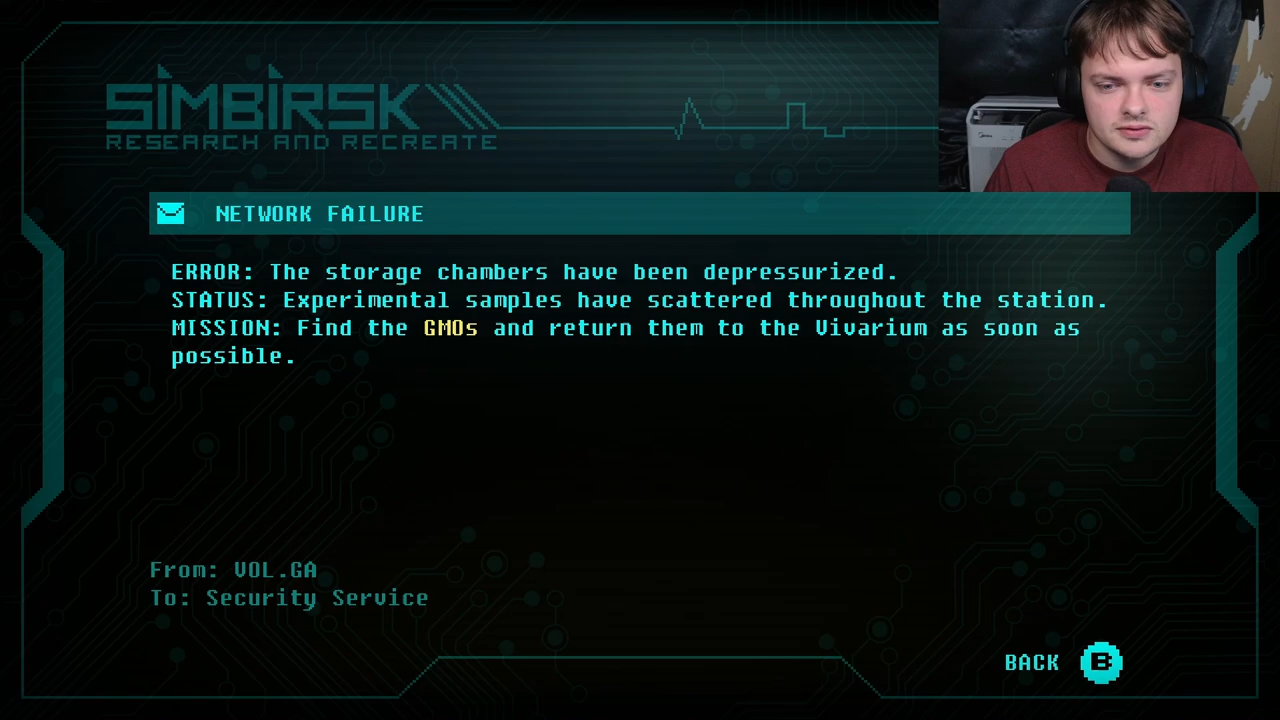 SIMBIRSK
RESEARCH AND RECREATE
NETWORK FAILURE
ERROR: The storage chambers have been depressurized.
STATUS: Experimental samples have scattered throughout the station.
MISSION: Find the GMOs and return them to the Vivarium as soon as
possible.
From: VOL.GA
To: Security Service
BACK B